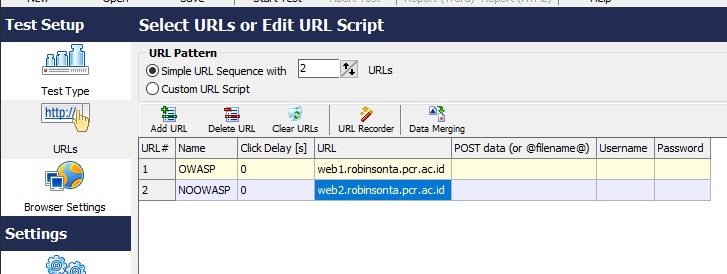 Open Save Start Test Abort Test Report (Word) Report (HTML) Help
Test Setup
Select URLs or Edit URL Script
URL Pattern
Simple URL Sequence with 2 URLs
Custom URL Script
Test Type
http://
URLs
Add URL Delete URL Clear URLs URL Recorder Data Merging
URL# Name Click Delay [s] URL POST data (or @filename@) Username Password
1 OWASP 0 web1.robinsonta.pcr.ac.id
2 NOOWASP 0 web2.robinsonta.pcr.ac.id
Browser Settings
Settings